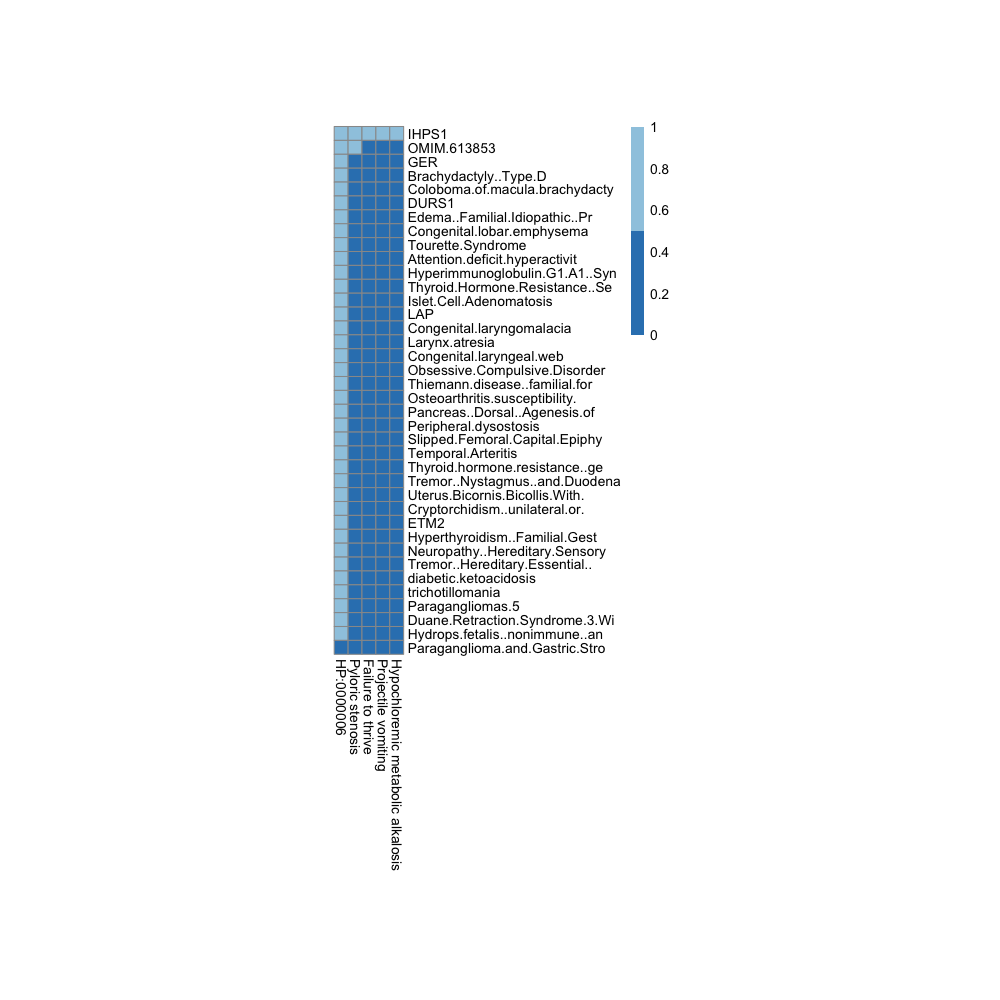 IHPS1
OMIM.613853
GER
Brachydactyly..Type.D
Coloboma.of.macula.brachydacty
DURS1
Edema..Familial.Idiopathic..Pr
Congenital.lobar.emphysema
Tourette.Syndrome
Attention.deficit.hyperactivit
Hyperimmunoglobulin.G1.A1..Syn
Thyroid.Hormone.Resistance..Se
Islet.Cell.Adenomatosis
LAP
Congenital.laryngomalacia
Larynx.atresia
Congenital.laryngeal.web
Obsessive.Compulsive.Disorder
Thiemann.disease..familial.for
Osteoarthritis.susceptibility.
Pancreas..Dorsal..Agenesis.of
Peripheral.dysostosis
Slipped.Femoral.Capital.Epiphy
Temporal.Arteritis
Thyroid.hormone.resistance..ge
Tremor..Nystagmus..and.Duodena
Uterus.Bicornis.Bicollis.With.
Cryptorchidism..unilateral.or.
ETM2
Hyperthyroidism..Familial.Gest
Neuropathy..Hereditary.Sensory
Tremor..Hereditary.Essential..
diabetic.ketoacidosis
trichotillomania
Paragangliomas.5
Duane.Retraction.Syndrome.3.Wi
Hydrops.fetalis..nonimmune..an
Paraganglioma.and.Gastric.Stro
HP:0000006
Pyloric stenosis
Failure to thrive
Projectile vomiting
Hypochloremic metabolic alkalosis
1
0.8
0.6
0.4
0.2
0